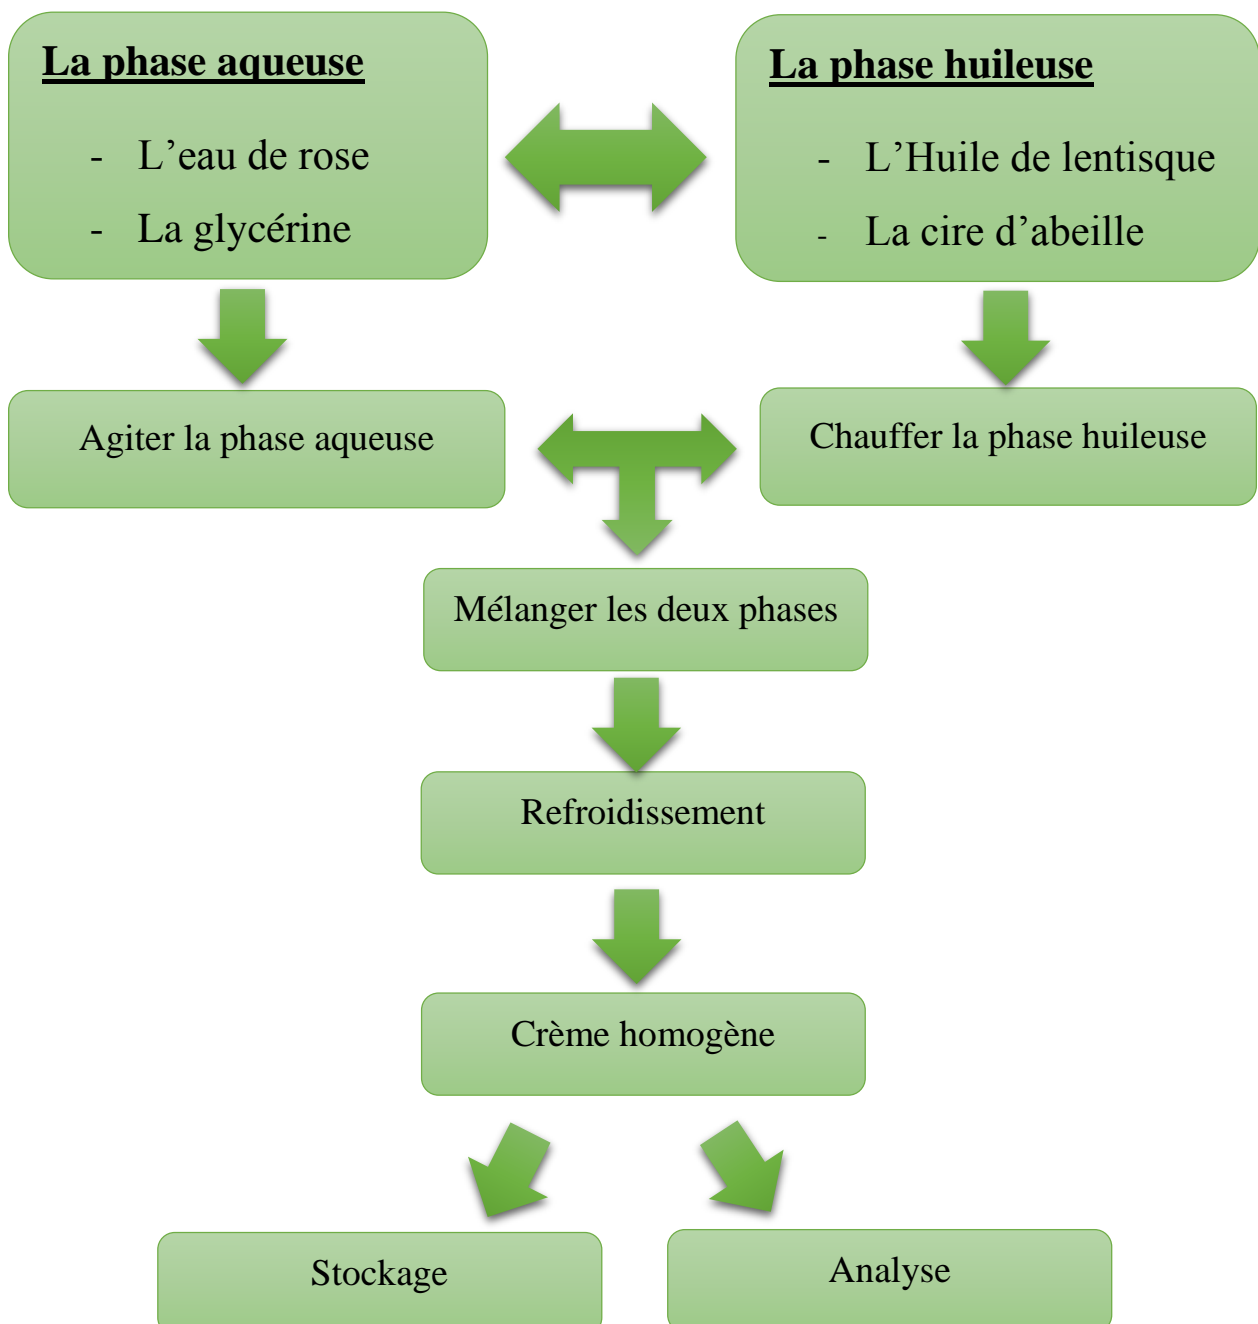 La phase aqueuse
- L’eau de rose
- La glycérine
La phase huileuse
- L’Huile de lentisque
- La cire d’abeille
Agiter la phase aqueuse
Chauffer la phase huileuse
Mélanger les deux phases
Refroidissement
Crème homogène
Stockage
Analyse